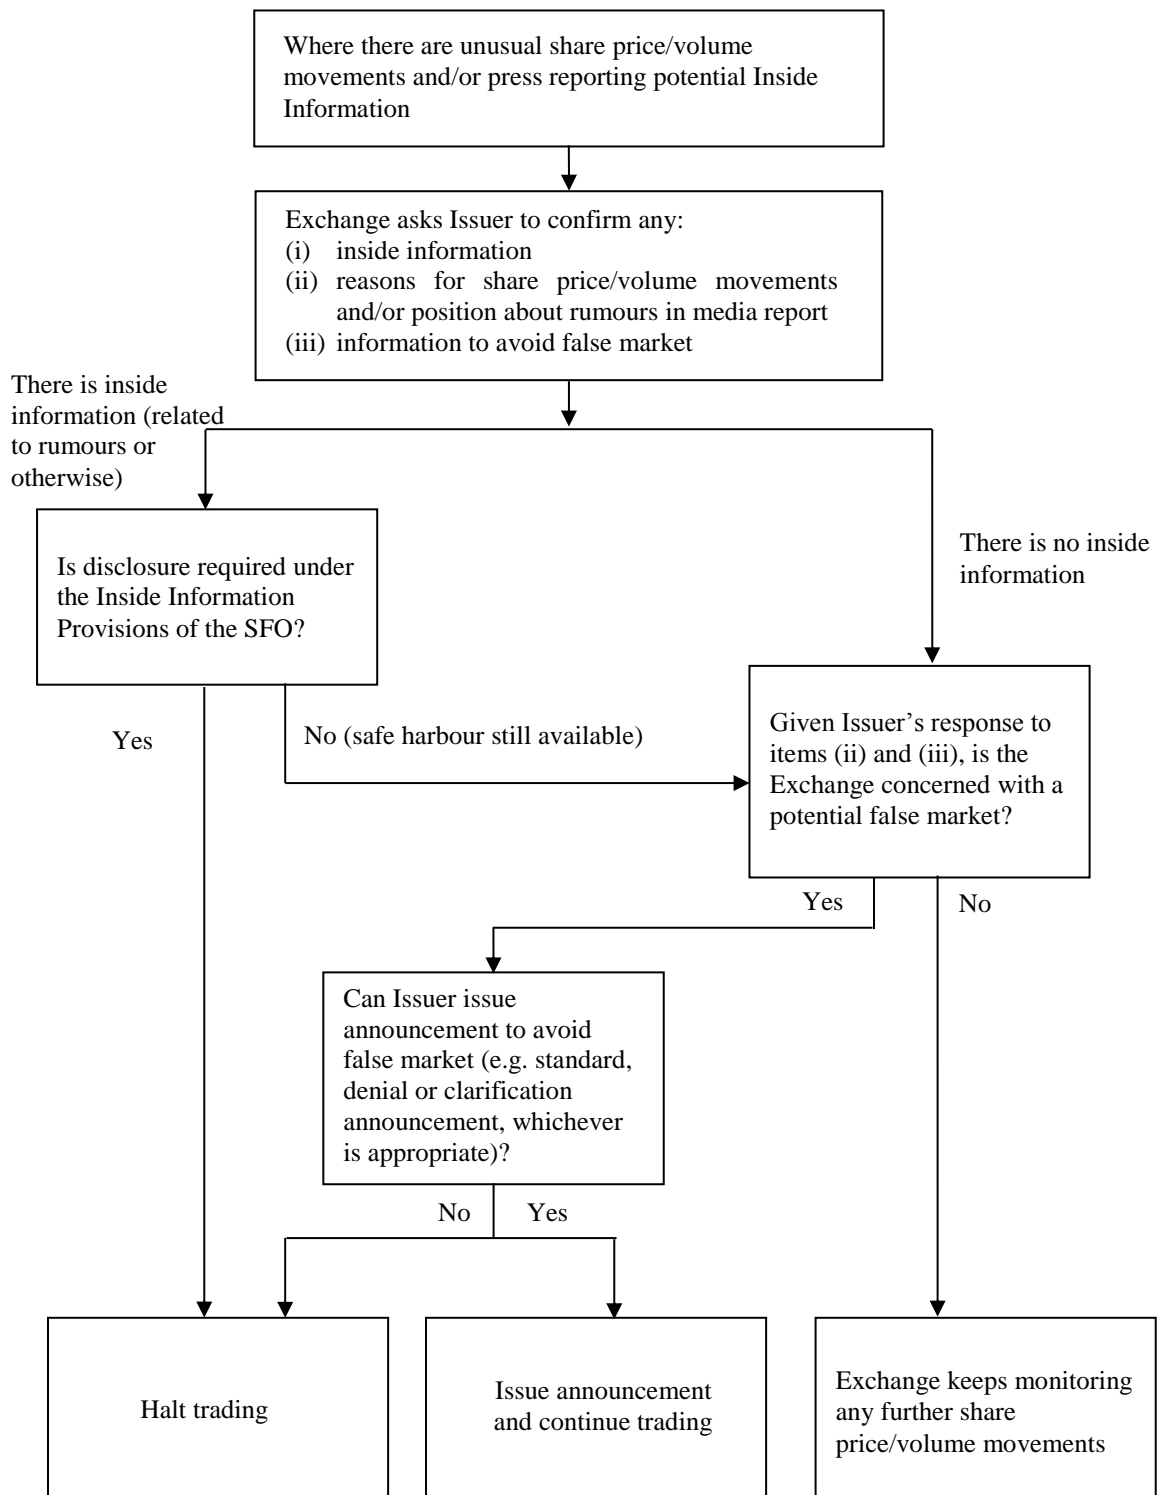 Where there are unusual share price/volume
movements and/or press reporting potential Inside
Information
Exchange asks Issuer to confirm any:
(i) inside information
(ii) reasons for share price/volume movements
and/or position about rumours in media report
(iii) information to avoid false market
There is inside
information (related
to rumours or
otherwise)
Is disclosure required under
the Inside Information
Provisions of the SFO?
There is no inside
information
Yes
No (safe harbour still available)
Given Issuer’s response to
items (ii) and (iii), is the
Exchange concerned with a
potential false market?
Yes
No
Can Issuer issue
announcement to avoid
false market (e.g. standard,
denial or clarification
announcement, whichever
is appropriate)?
No
Yes
Halt trading
Issue announcement
and continue trading
Exchange keeps monitoring
any further share
price/volume movements